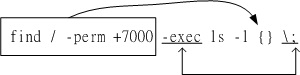 find / -perm +7000 -exec ls -l {} \;